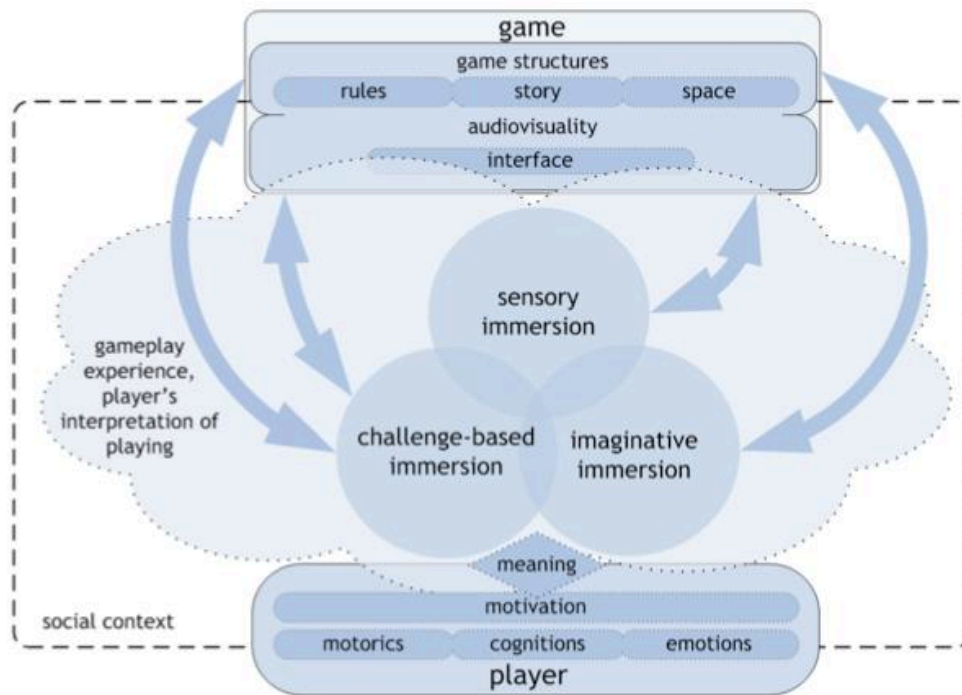 game
game structures
rules story space
audiovisuality
interface
sensory
immersion
gameplay
experience,
player's
interpretation of
playing
challenge-based
immersion
imaginative
immersion
meaning
motivation
social context
motorics cognitions emotions
player